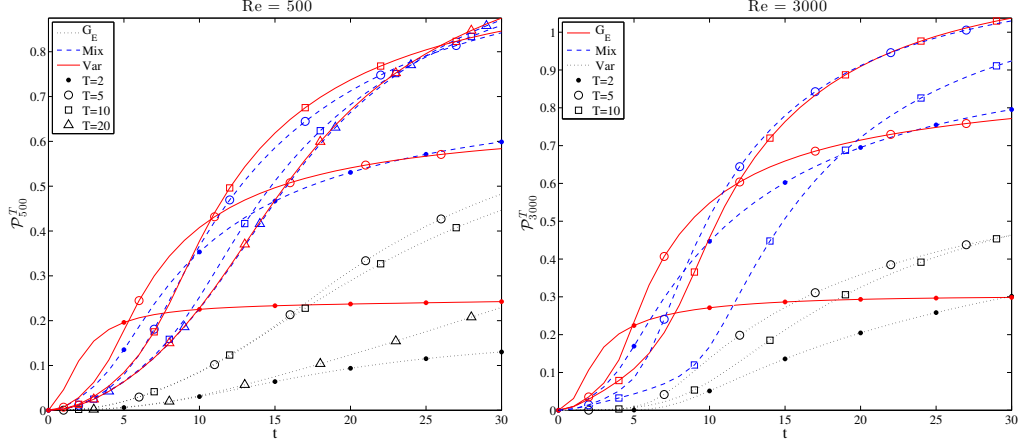 Re = 500
G_E
Mix
Var
T=2
T=5
T=10
T=20
0.8
0.7
0.6
0.5
0.4
0.3
0.2
0.1
0
0 5 10 15 20 25 30
t
𝒫^T_500
Re = 3000
G_E
Mix
Var
T=2
T=5
T=10
1
0.9
0.8
0.7
0.6
0.5
0.4
0.3
0.2
0.1
0
0 5 10 15 20 25 30
t
𝒫^T_3000